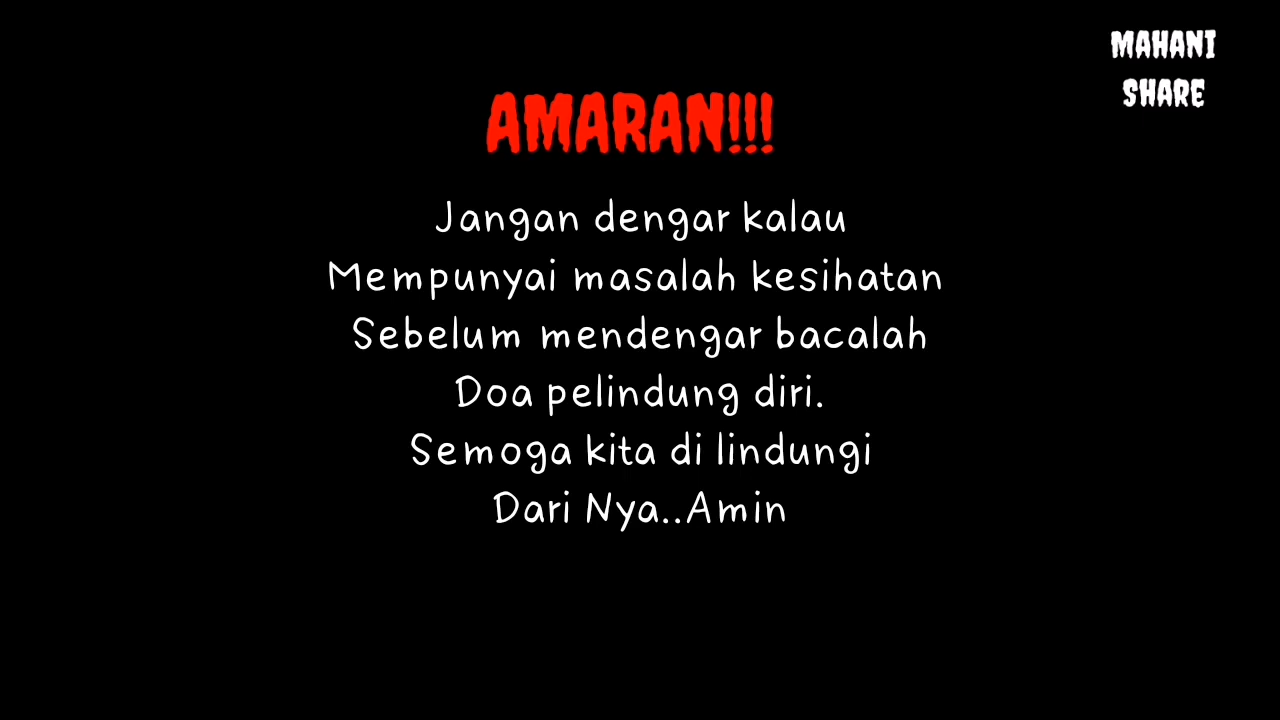 MAHANI
SHARE
AMARAN!!!
Jangan dengar kalau
Mempunyai masalah kesihatan
Sebelum mendengar bacalah
Doa pelindung diri.
Semoga kita di lindungi
Dari Nya..Amin